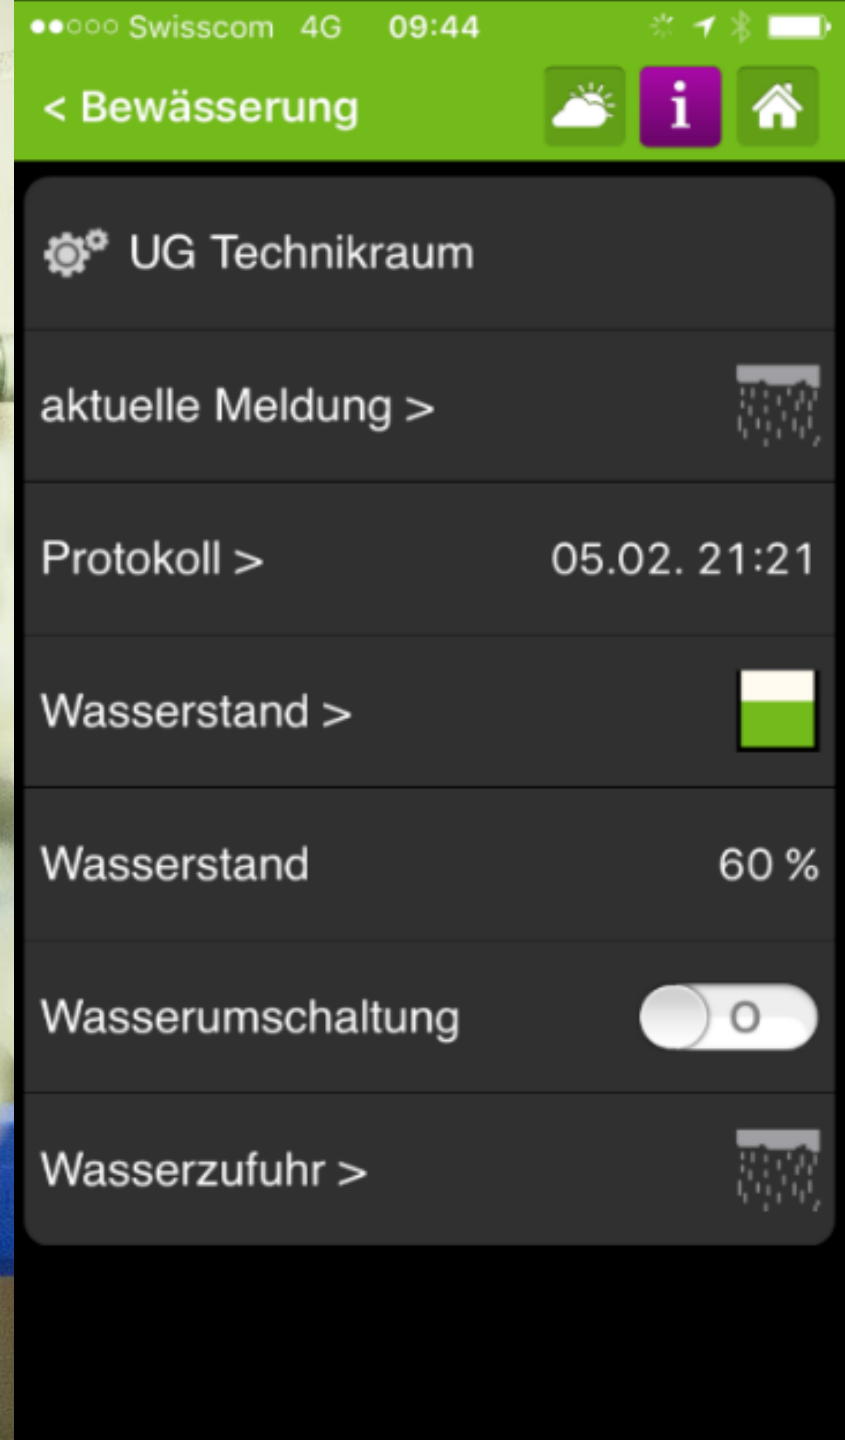 Swisscom 4G 09:44
< Bewässerung i
UG Technikraum
aktuelle Meldung >
Protokoll > 05.02. 21:21
Wasserstand >
Wasserstand 60 %
Wasserumschaltung O
Wasserzufuhr >